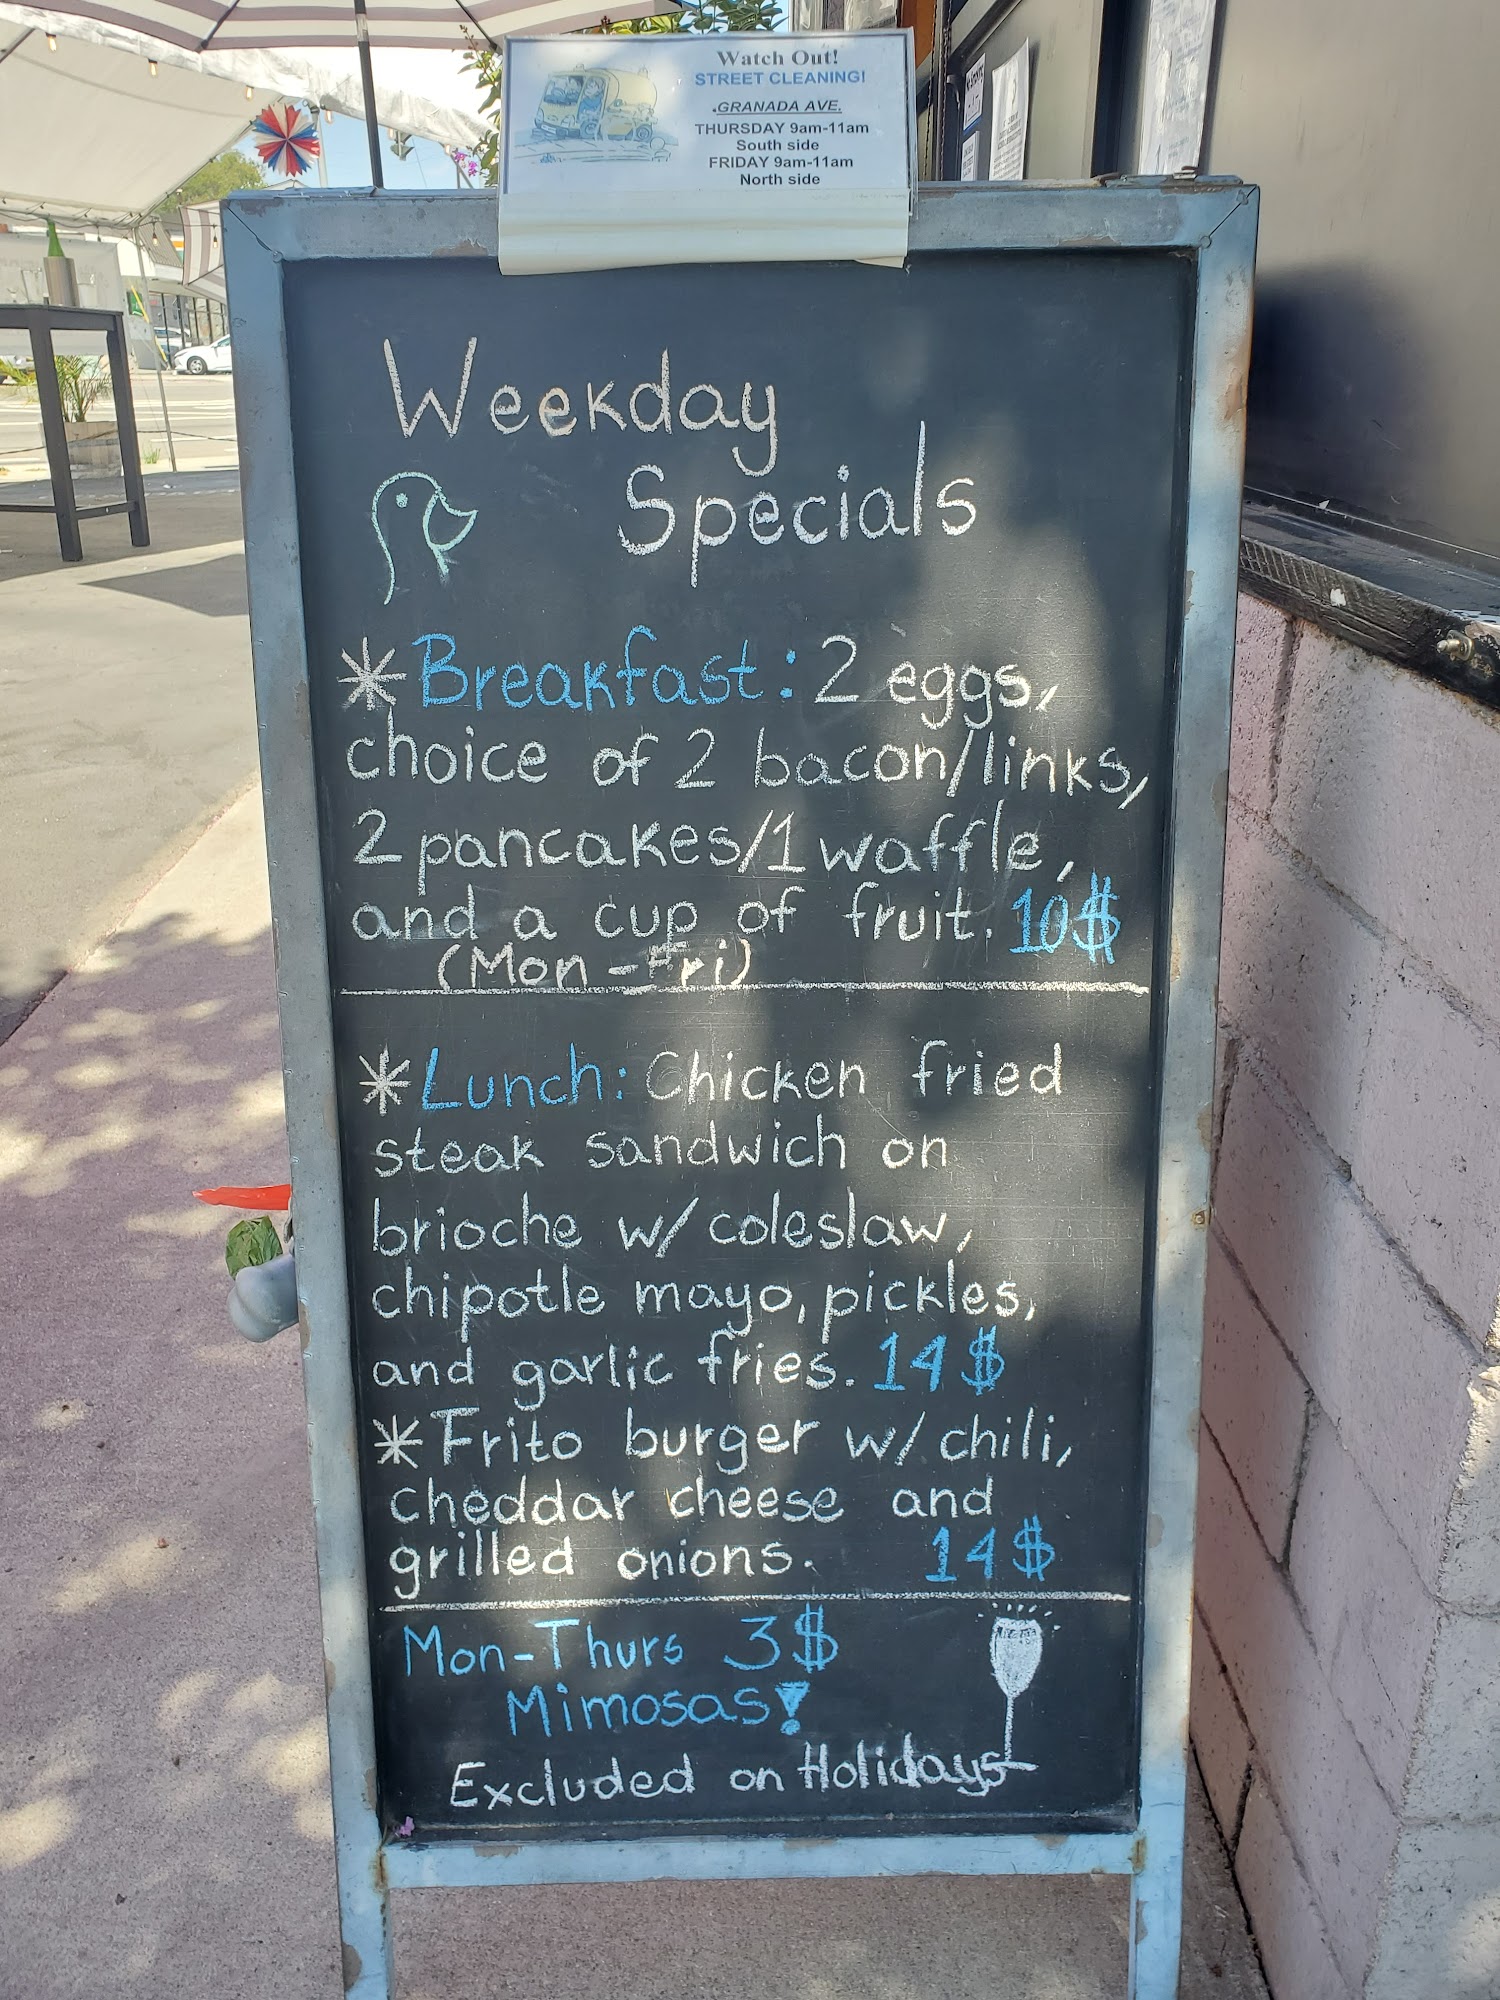 Watch Out!
STREET CLEANING!
.GRANADA AVE.
THURSDAY 9am-11am
South side
FRIDAY 9am-11am
North side
Weekday
Specials
* Breakfast: 2 eggs,
choice of 2 bacon/links,
2 pancakes/1 waffle,
and a cup of fruit. 10$
(Mon-Fri)
* Lunch: Chicken fried
steak sandwich on
brioche w/ coleslaw,
chipotle mayo, pickles,
and garlic fries. 14$
* Frito burger w/ chili,
cheddar cheese and
grilled onions. 14$
Mon-Thurs 3$
Mimosas!
Excluded on Holidays